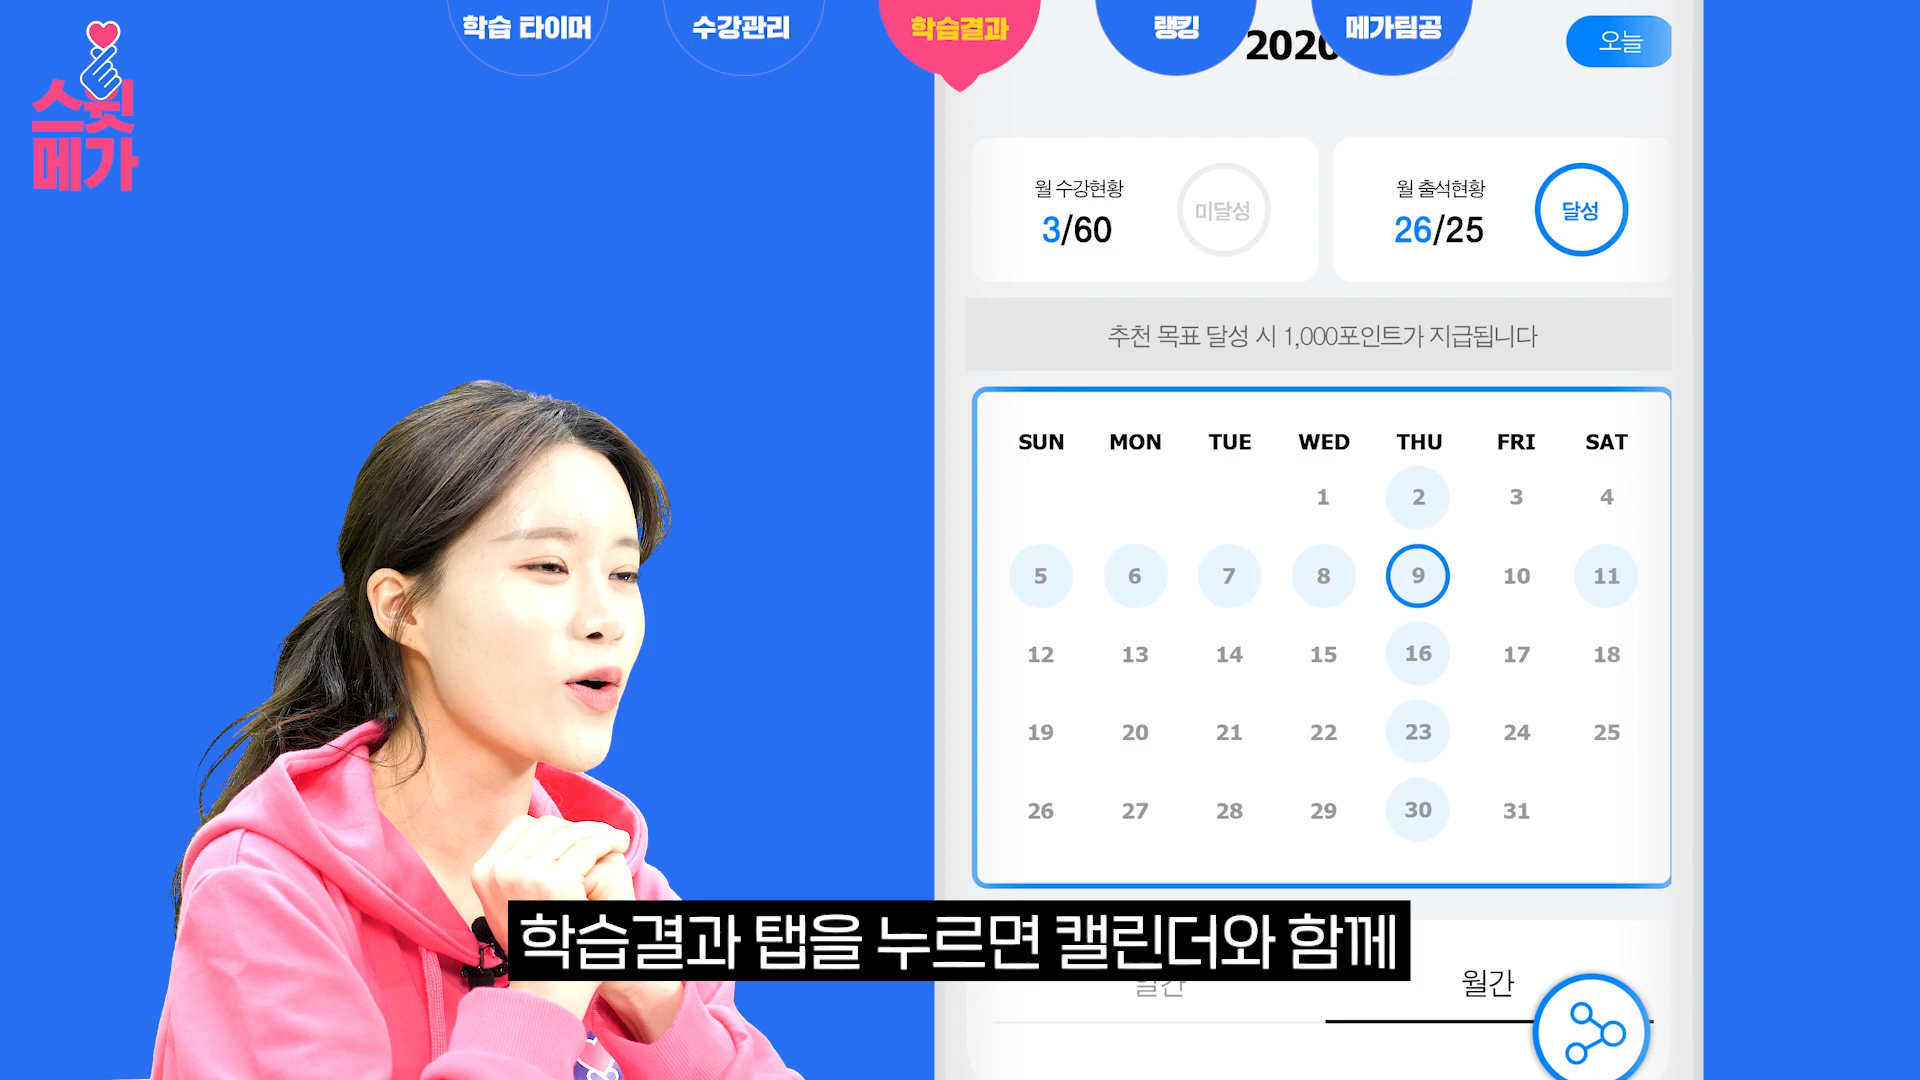 학습 타이머
수강관리
학습결과
랭킹
메가팀공
스윗
메가
2020
오늘
월 수강현황
3/60
미달성
월 출석현황
26/25
달성
추천 목표 달성 시 1,000포인트가 지급됩니다
SUN MON TUE WED THU FRI SAT
1 2 3 4
5 6 7 8 9 10 11
12 13 14 15 16 17 18
19 20 21 22 23 24 25
26 27 28 29 30 31
학습결과 탭을 누르면 캘린더와 함께
월간